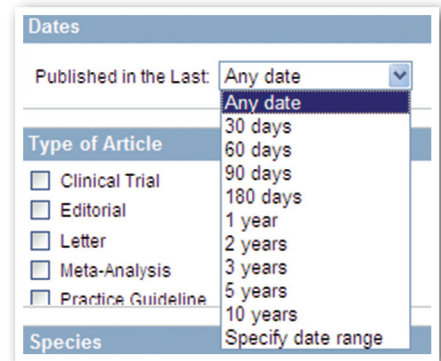 Dates
Published in the Last: Any date
Any date
30 days
60 days
90 days
180 days
1 year
2 years
3 years
5 years
10 years
Specify date range
Type of Article
Clinical Trial
Editorial
Letter
Meta-Analysis
Practice Guideline
Species